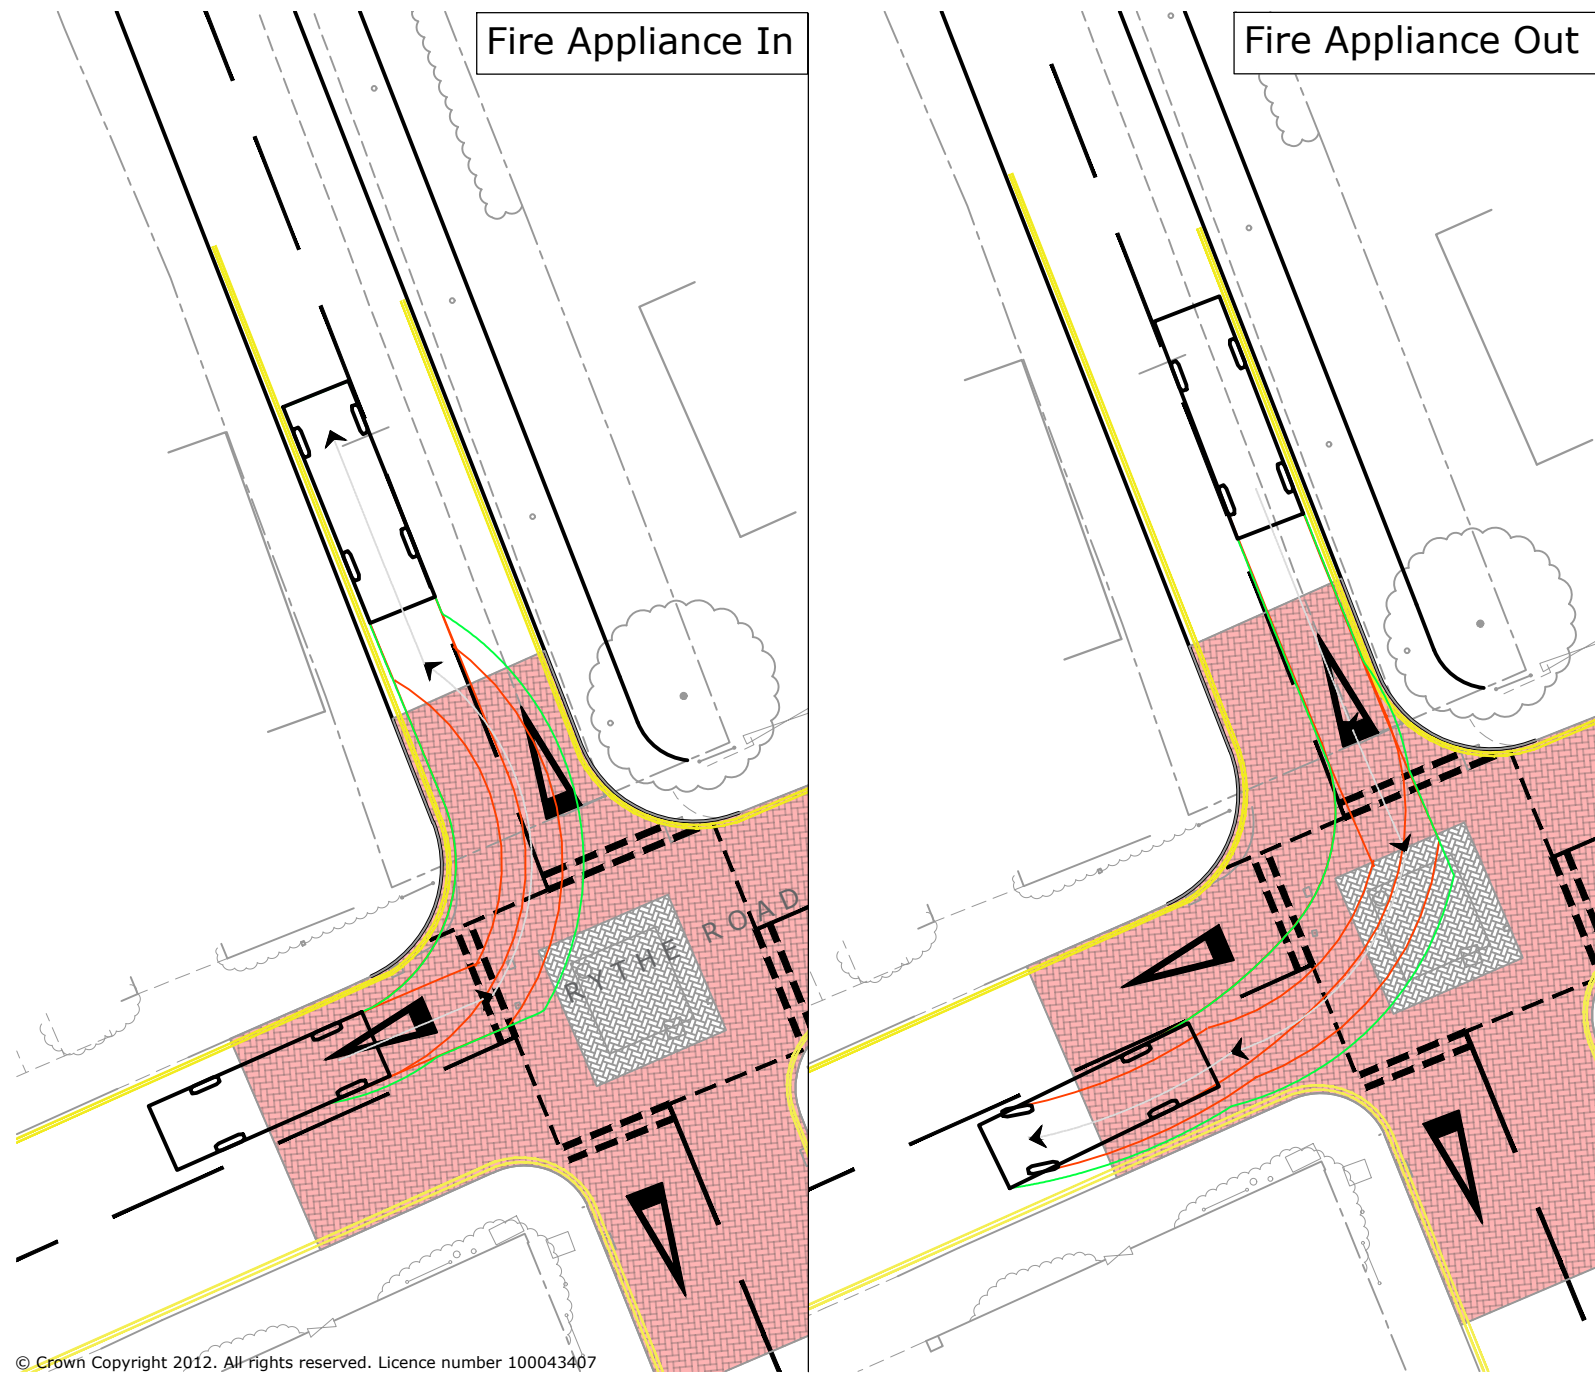 Fire Appliance In
Fire Appliance Out
RYTHE ROAD
© Crown Copyright 2012. All rights reserved. Licence number 100043407